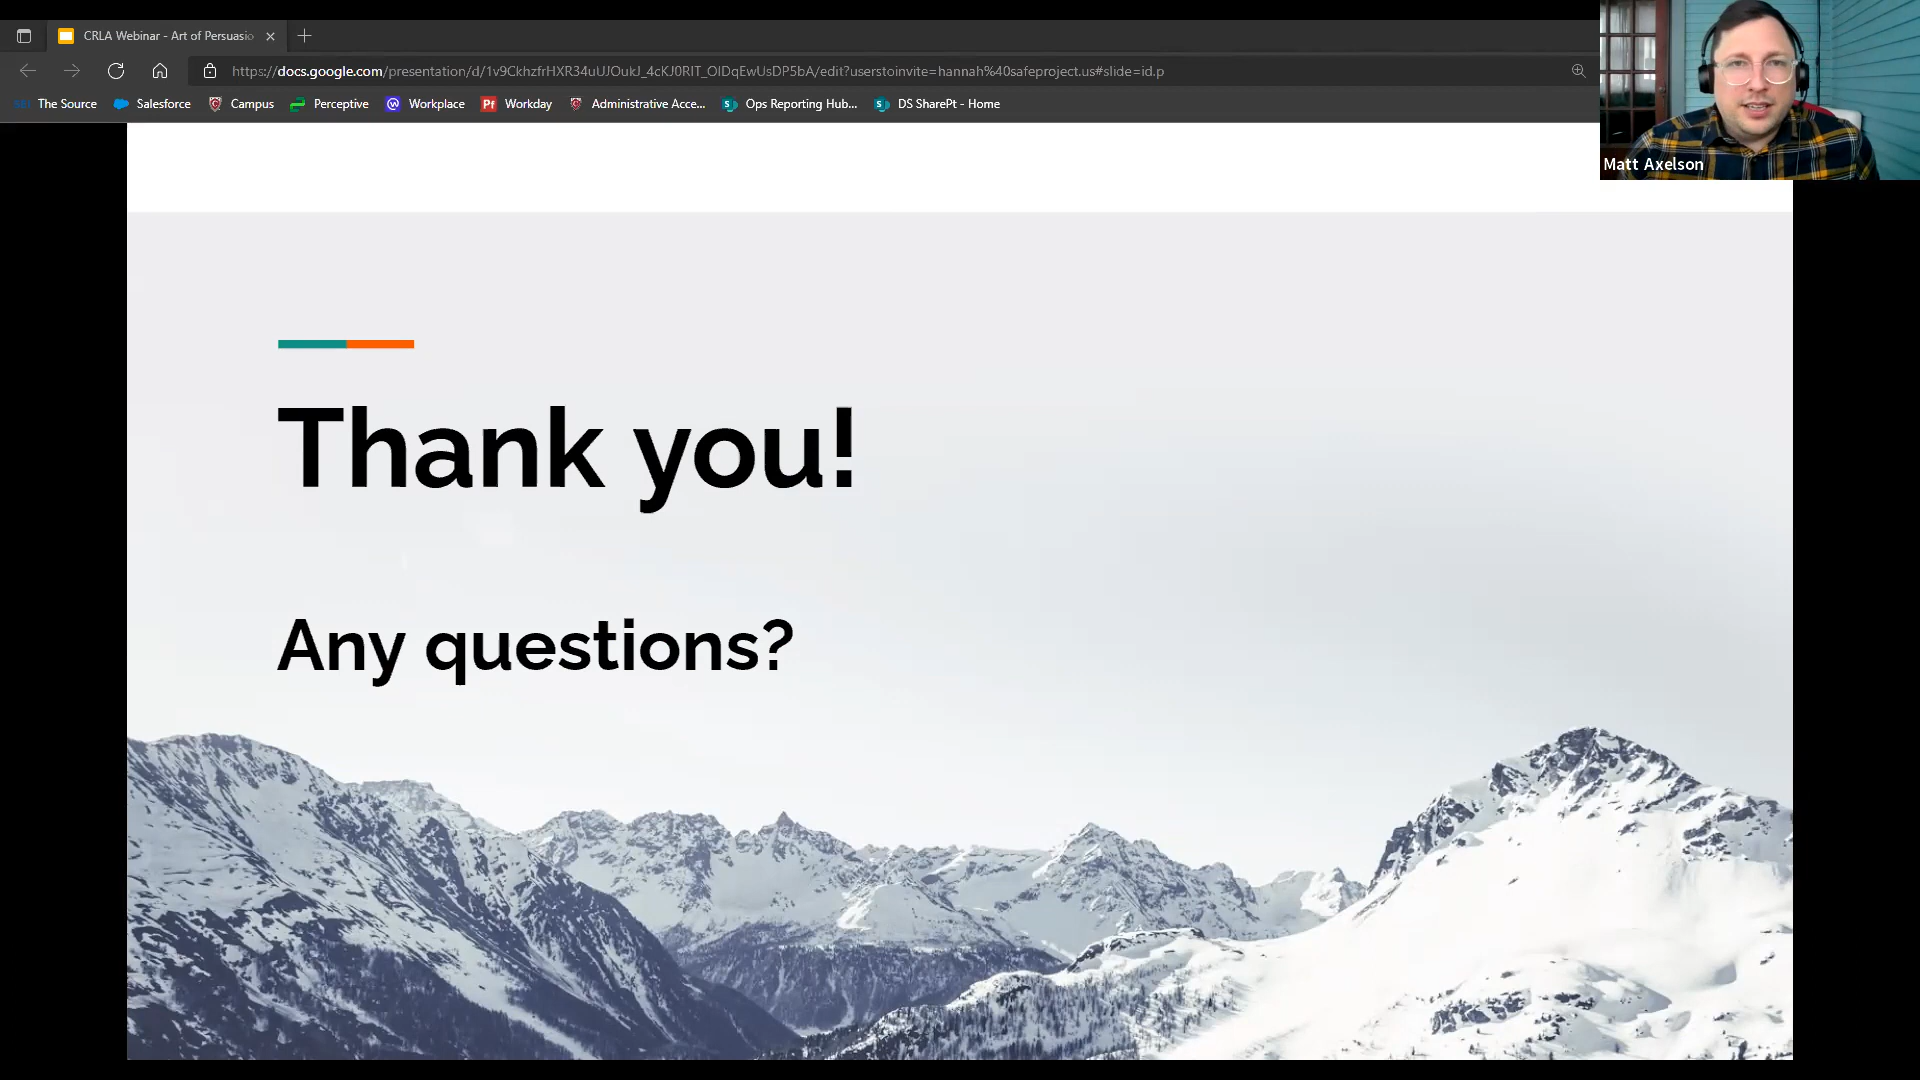 CRLA Webinar - Art of Persuasio
https://docs.google.com/presentation/d/1v9CkhzfrHXR34uUJOukJ_4cKJ0RIT_OlDqEwUsDP5bA/edit?userstoinvite=hannah%40safeproject.us#slide=id.p
The Source Salesforce Campus Perceptive Workplace Pf Workday Administrative Acce... Ops Reporting Hub... DS SharePt - Home
Matt Axelson
Thank you!
Any questions?